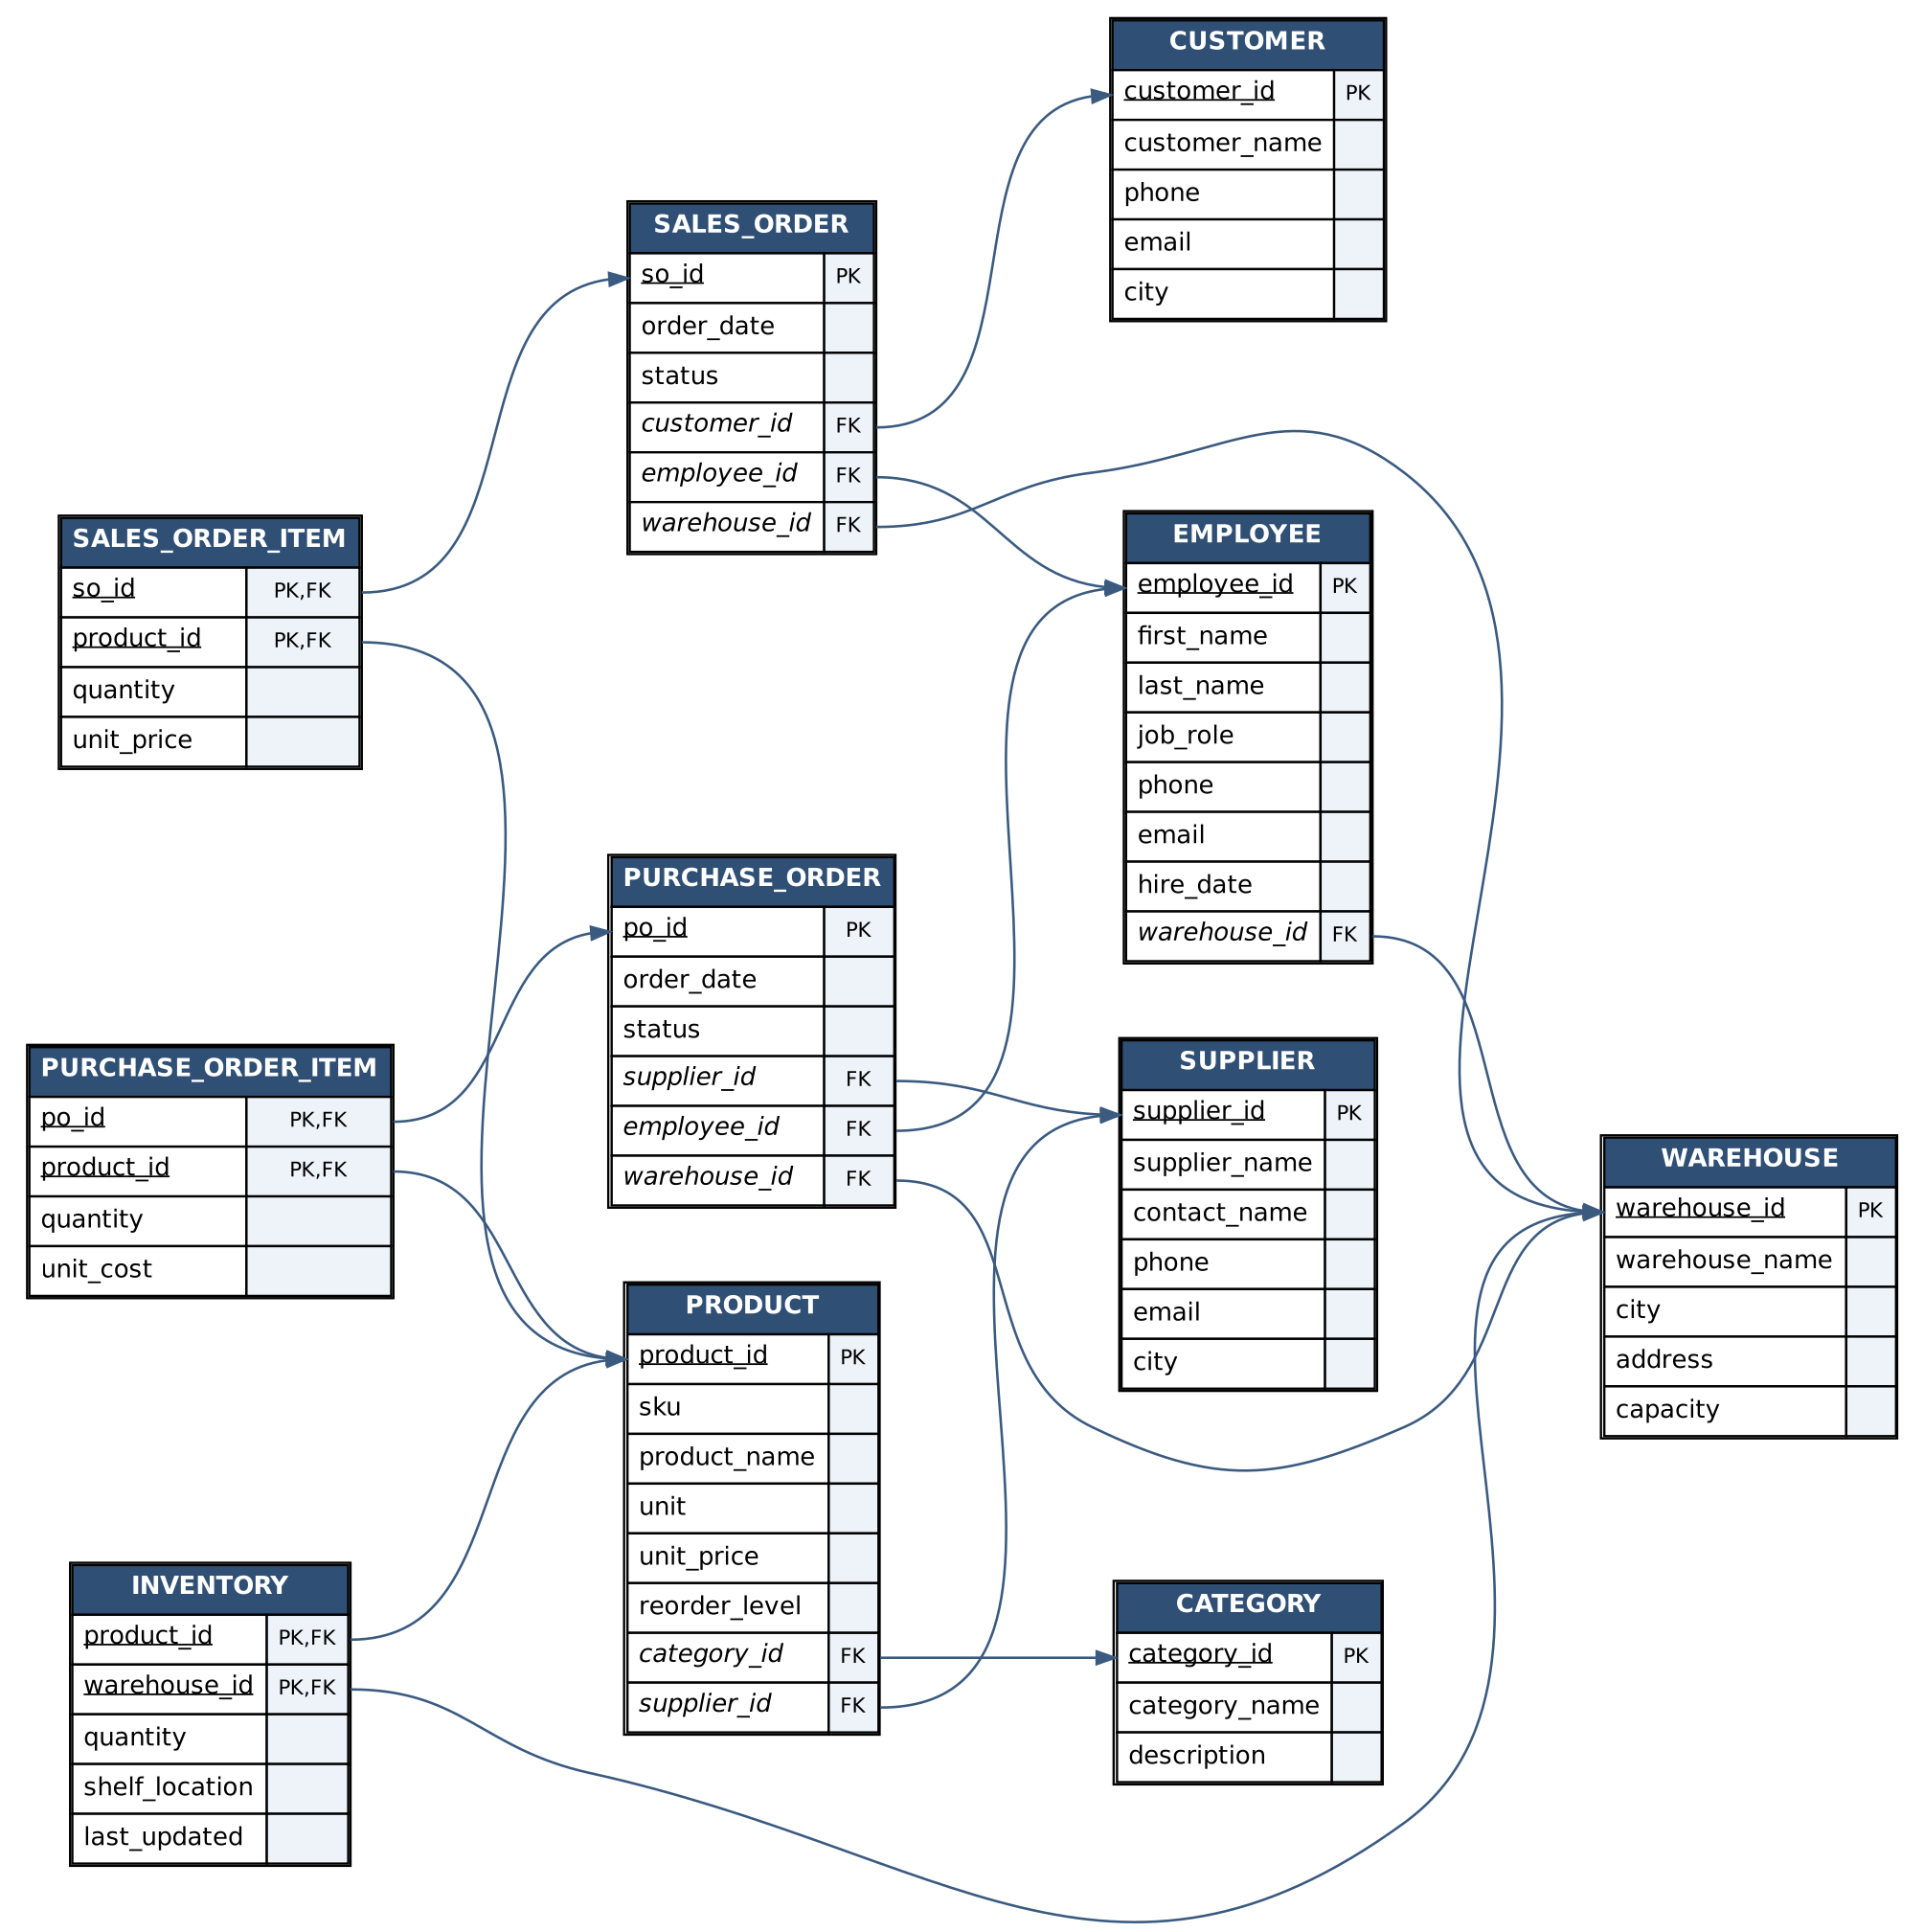 CUSTOMER
customer_id PK
customer_name
phone
email
city
SALES_ORDER
so_id PK
order_date
status
customer_id FK
employee_id FK
warehouse_id FK
SALES_ORDER_ITEM
so_id PK,FK
product_id PK,FK
quantity
unit_price
EMPLOYEE
employee_id PK
first_name
last_name
job_role
phone
email
hire_date
warehouse_id FK
PURCHASE_ORDER
po_id PK
order_date
status
supplier_id FK
employee_id FK
warehouse_id FK
PURCHASE_ORDER_ITEM
po_id PK,FK
product_id PK,FK
quantity
unit_cost
SUPPLIER
supplier_id PK
supplier_name
contact_name
phone
email
city
WAREHOUSE
warehouse_id PK
warehouse_name
city
address
capacity
PRODUCT
product_id PK
sku
product_name
unit
unit_price
reorder_level
category_id FK
supplier_id FK
INVENTORY
product_id PK,FK
warehouse_id PK,FK
quantity
shelf_location
last_updated
CATEGORY
category_id PK
category_name
description